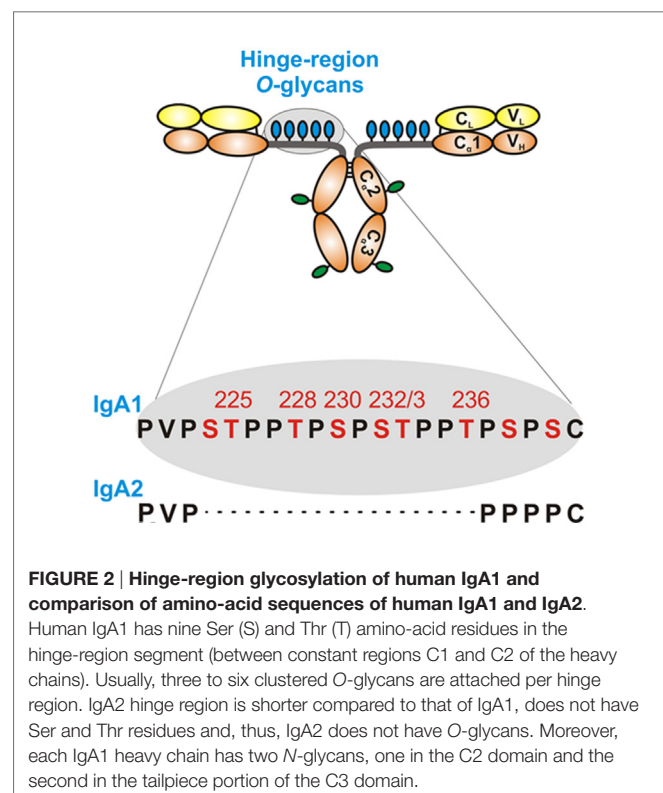 Hinge-region
O-glycans
C_L V_L
C_α1 V_H
C_α2
C_α3
IgA1
225 228 230 232/3 236
PVPSTPPTPSPSTPPTPSPSC
IgA2
PVP····················PPPPC
FIGURE 2 | Hinge-region glycosylation of human IgA1 and
comparison of amino-acid sequences of human IgA1 and IgA2.
Human IgA1 has nine Ser (S) and Thr (T) amino-acid residues in the
hinge-region segment (between constant regions C1 and C2 of the heavy
chains). Usually, three to six clustered O-glycans are attached per hinge
region. IgA2 hinge region is shorter compared to that of IgA1, does not have
Ser and Thr residues and, thus, IgA2 does not have O-glycans. Moreover,
each IgA1 heavy chain has two N-glycans, one in the C2 domain and the
second in the tailpiece portion of the C3 domain.